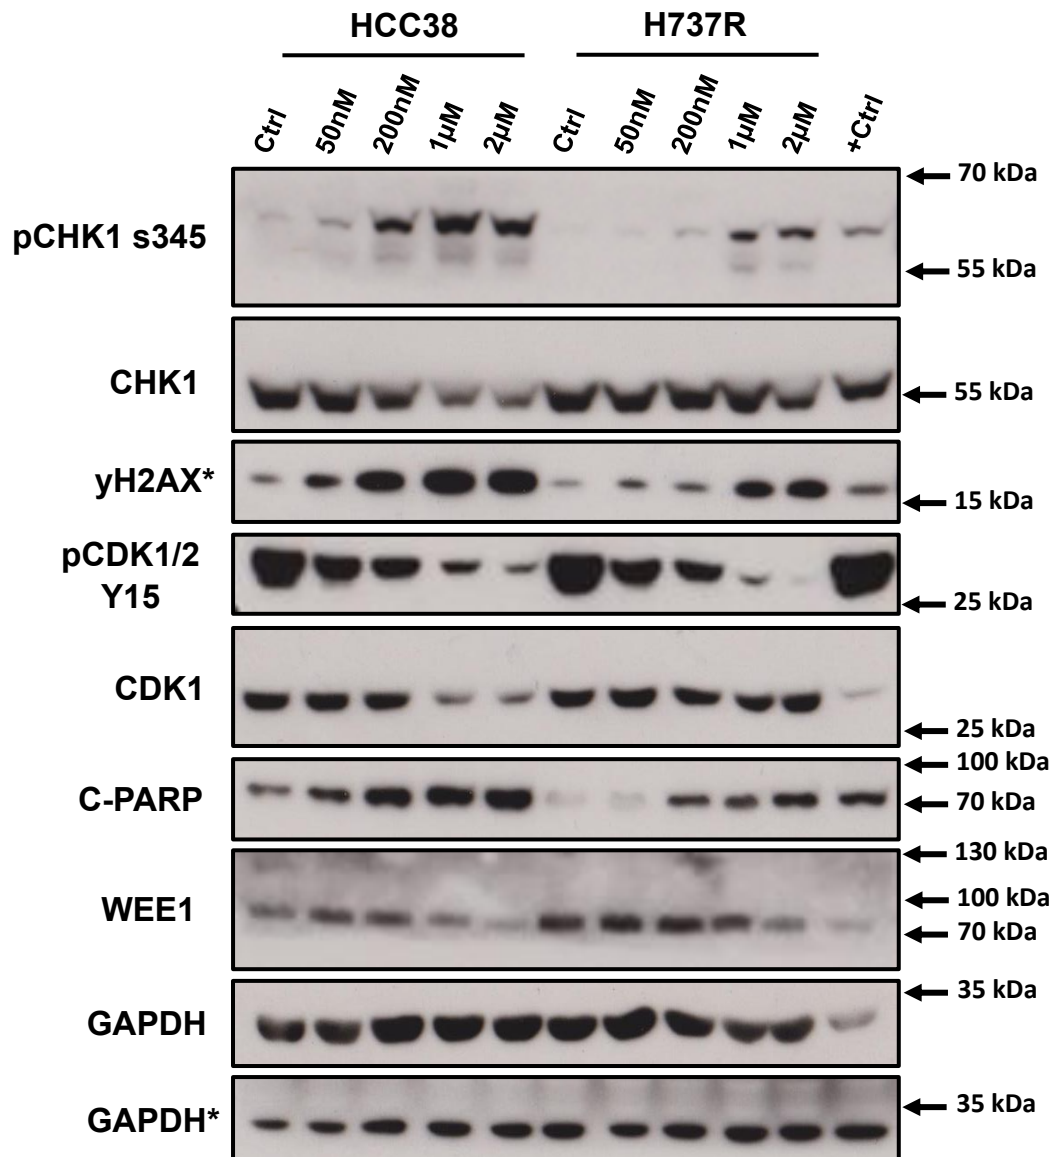 HCC38 H737R
Ctrl 50nM 200nM 1µM 2µM Ctrl 50nM 200nM 1µM 2µM +Ctrl
70 kDa
pCHK1 s345
55 kDa
CHK1
55 kDa
yH2AX*
15 kDa
pCDK1/2
Y15
25 kDa
CDK1
25 kDa
100 kDa
C-PARP
70 kDa
130 kDa
WEE1
100 kDa
70 kDa
35 kDa
GAPDH
35 kDa
GAPDH*